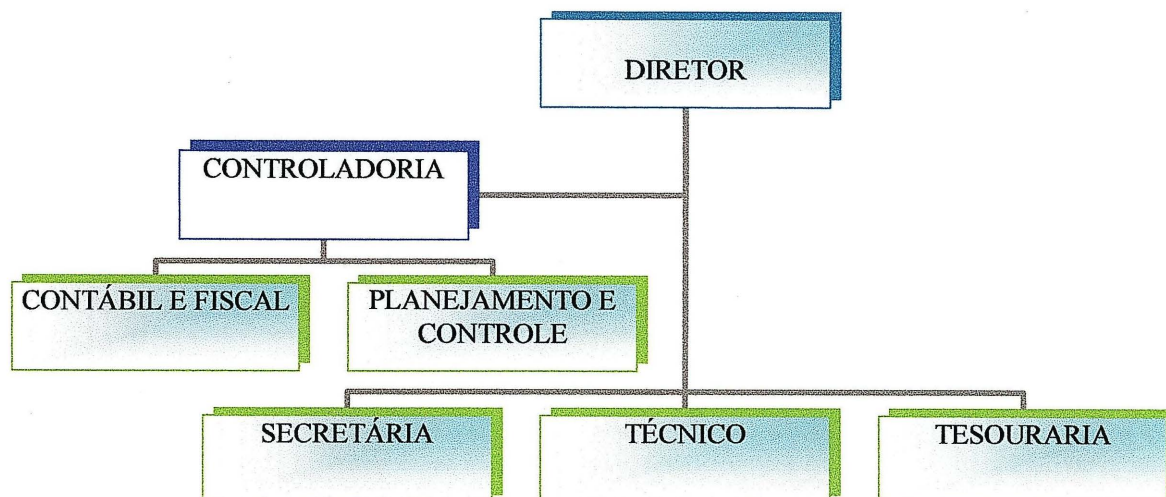 DIRETOR
CONTROLADORIA
CONTÁBIL E FISCAL
PLANEJAMENTO E
CONTROLE
SECRETÁRIA
TÉCNICO
TESOURARIA